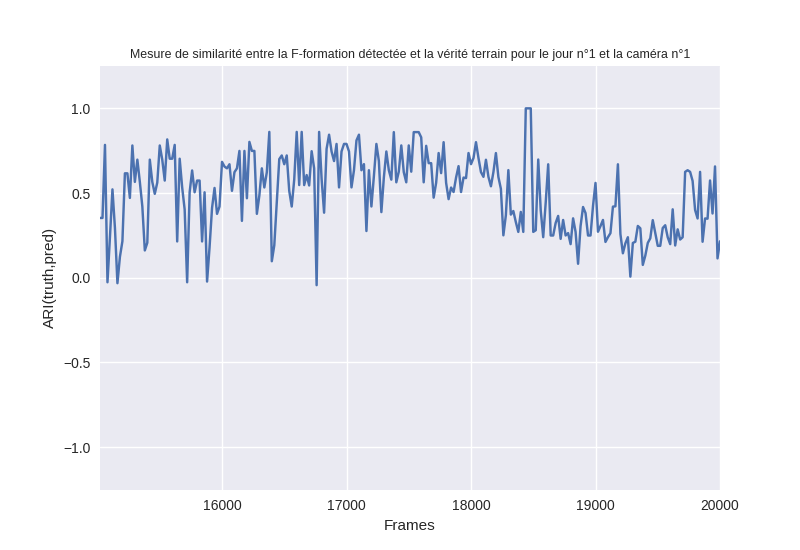 Mesure de similarité entre la F-formation détectée et la vérité terrain pour le jour n°1 et la caméra n°1
1.0
0.5
0.0
−0.5
−1.0
ARI(truth,pred)
16000 17000 18000 19000 20000
Frames